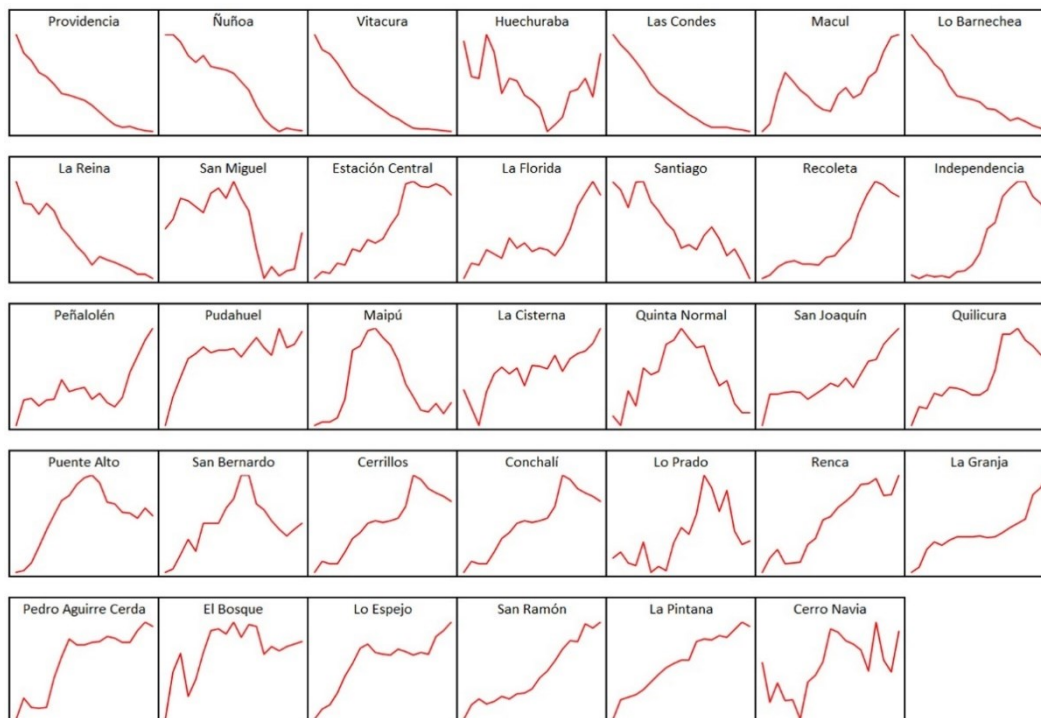 Providencia
Ñuñoa
Vitacura
Huechuraba
Las Condes
Macul
Lo Barnechea
La Reina
San Miguel
Estación Central
La Florida
Santiago
Recoleta
Independencia
Peñalolén
Pudahuel
Maipú
La Cisterna
Quinta Normal
San Joaquín
Quilicura
Puente Alto
San Bernardo
Cerrillos
Conchalí
Lo Prado
Renca
La Granja
Pedro Aguirre Cerda
El Bosque
Lo Espejo
San Ramón
La Pintana
Cerro Navia